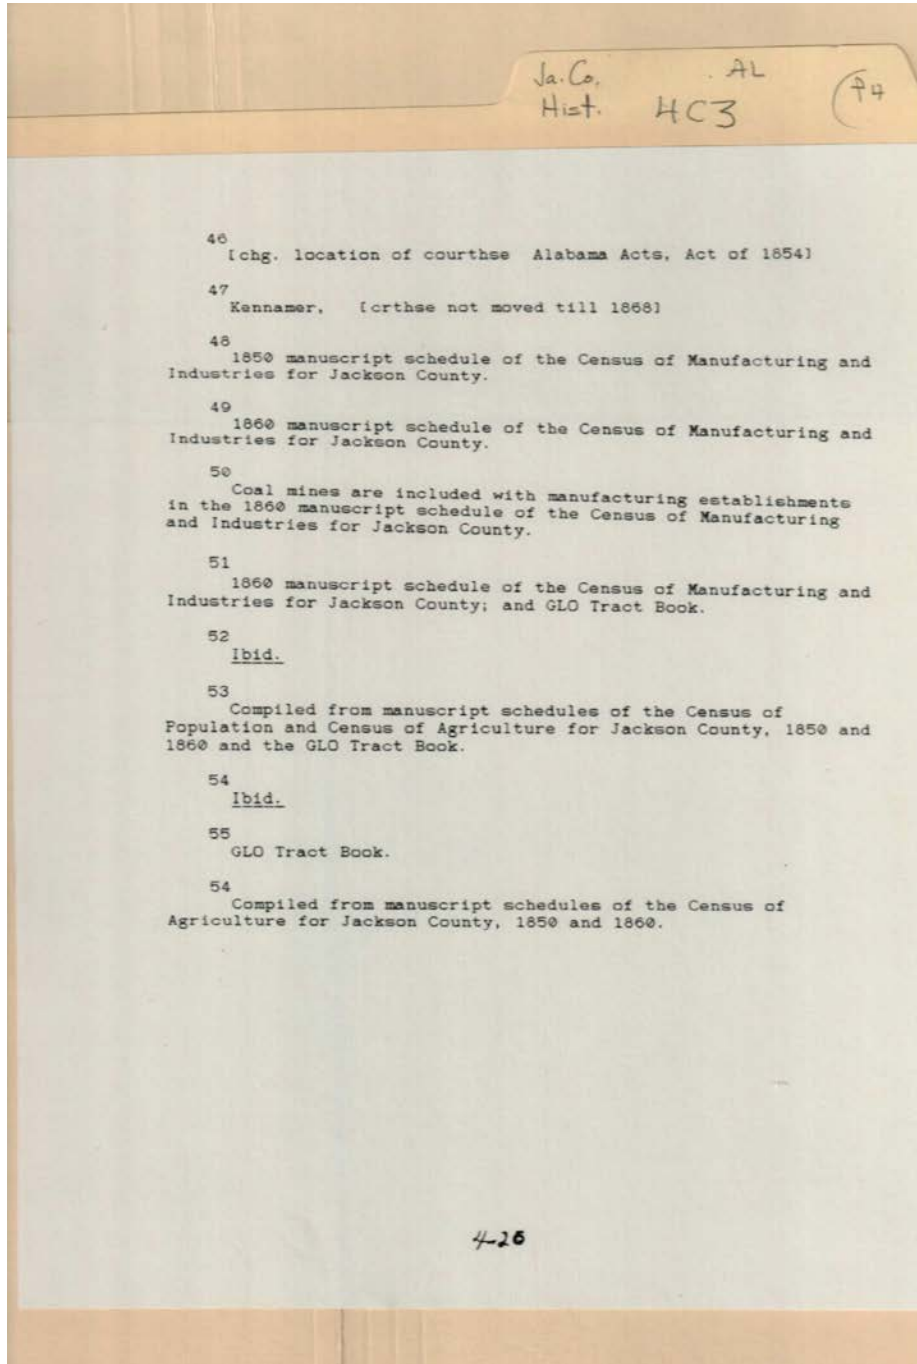 Ja. Co. . AL
Hist. 4C3 (P4
46
[chg. location of courthse Alabama Acts, Act of 1854]
47
Kennamer, [crthse not moved till 1868]
48
1850 manuscript schedule of the Census of Manufacturing and
Industries for Jackson County.
49
1860 manuscript schedule of the Census of Manufacturing and
Industries for Jackson County.
50
Coal mines are included with manufacturing establishments
in the 1860 manuscript schedule of the Census of Manufacturing
and Industries for Jackson County.
51
1860 manuscript schedule of the Census of Manufacturing and
Industries for Jackson County; and GLO Tract Book.
52
Ibid.
53
Compiled from manuscript schedules of the Census of
Population and Census of Agriculture for Jackson County, 1850 and
1860 and the GLO Tract Book.
54
Ibid.
55
GLO Tract Book.
54
Compiled from manuscript schedules of the Census of
Agriculture for Jackson County, 1850 and 1860.
4-26